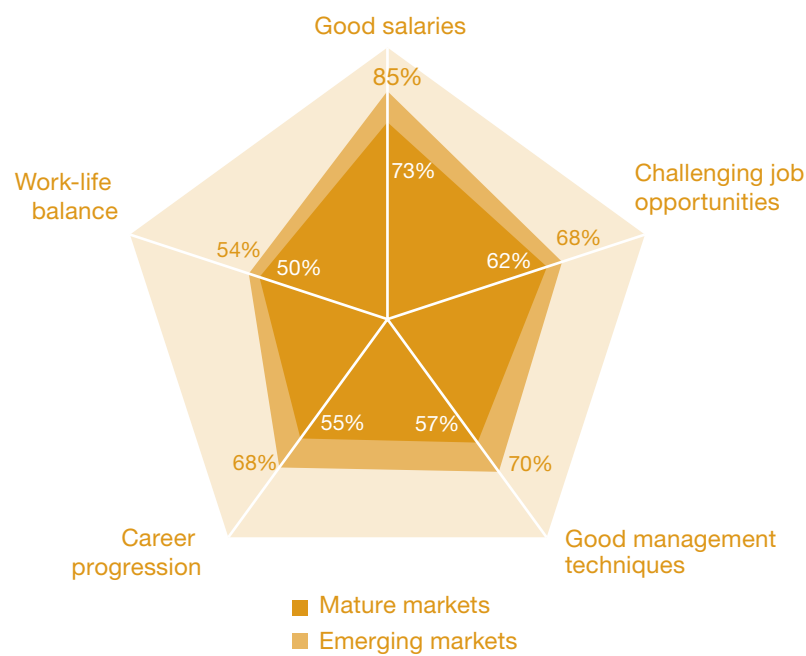 Good salaries
85%
73%
Challenging job
opportunities
68%
62%
Work-life
balance
54%
50%
55%
57%
68%
70%
Career
progression
Good management
techniques
Mature markets
Emerging markets